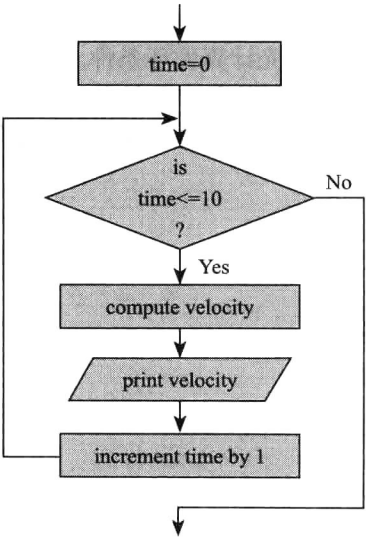 time=0
is
time<=10
?
No
Yes
compute velocity
print velocity
increment time by 1